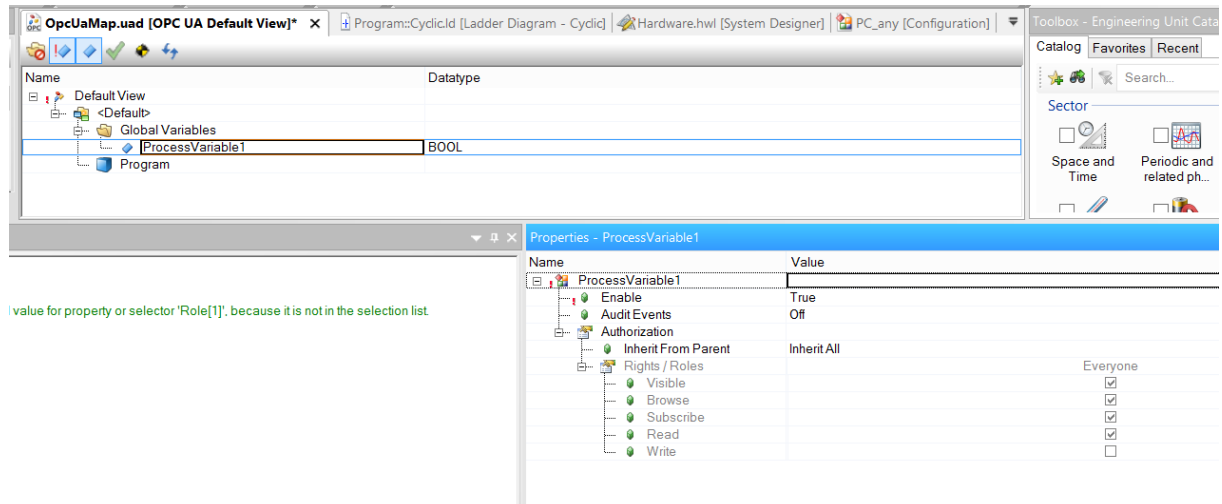 OpcUaMap.uad [OPC UA Default View]* Program::Cyclic.ld [Ladder Diagram - Cyclic] Hardware.hwl [System Designer] PC_any [Configuration]
Name Datatype
Default View
<Default>
Global Variables
ProcessVariable1 BOOL
Program
Toolbox - Engineering Unit Cata
Catalog Favorites Recent
Search...
Sector
Space and Time
Periodic and related ph...
value for property or selector 'Role[1]', because it is not in the selection list.
Properties - ProcessVariable1
Name Value
ProcessVariable1
Enable True
Audit Events Off
Authorization
Inherit From Parent Inherit All
Rights / Roles Everyone
Visible
Browse
Subscribe
Read
Write